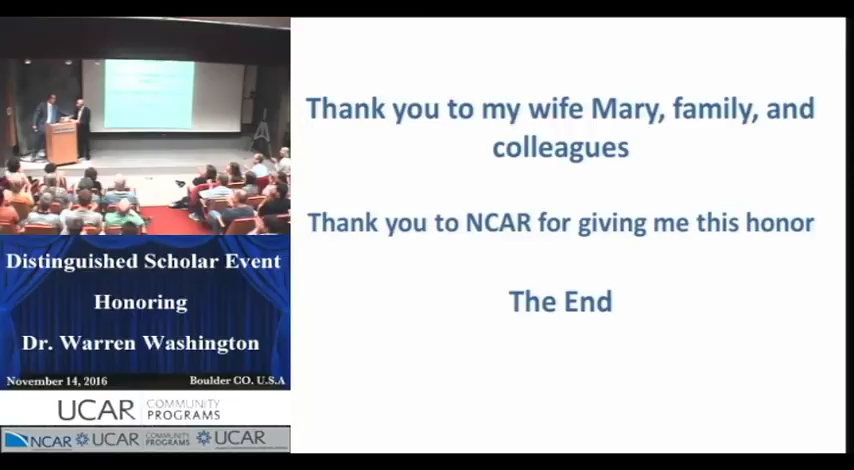 Distinguished Scholar Event
Honoring
Dr. Warren Washington
November 14, 2016 Boulder CO. U.S.A
UCAR COMMUNITY PROGRAMS
NCAR UCAR COMMUNITY PROGRAMS UCAR
Thank you to my wife Mary, family, and
colleagues
Thank you to NCAR for giving me this honor
The End